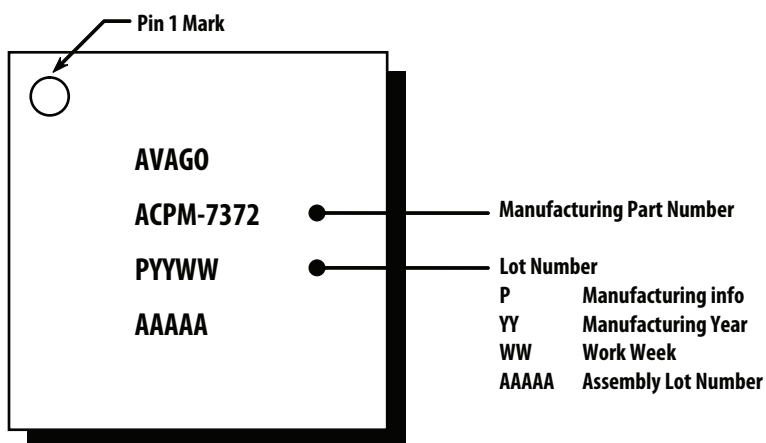 Pin 1 Mark
AVAGO
ACPM-7372
PYYWW
AAAAA
Manufacturing Part Number
Lot Number
P Manufacturing info
YY Manufacturing Year
WW Work Week
AAAAA Assembly Lot Number